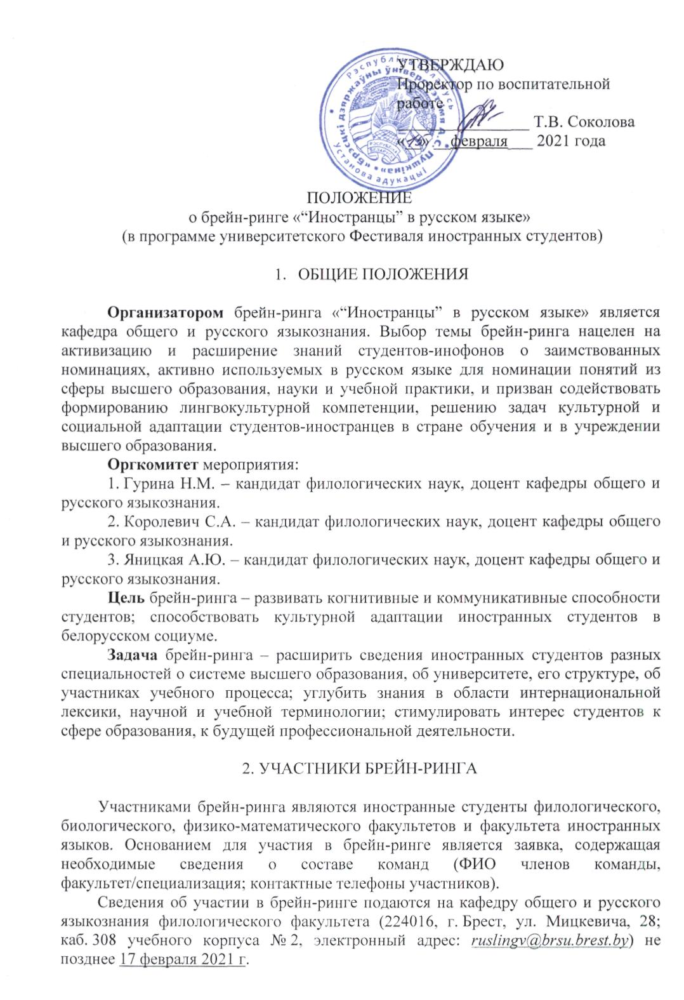 УТВЕРЖДАЮ
Проректор по воспитательной
работе
Т.В. Соколова
« » февраля 2021 года
Рэспубліка Беларусь
Установа адукацыі
«Брэсцкі дзяржаўны ўніверсітэт імя А.С. Пушкіна»
РЭСПУБЛІКА
БЕЛАРУСЬ
ПОЛОЖЕНИЕ
о брейн-ринге «“Иностранцы” в русском языке»
(в программе университетского Фестиваля иностранных студентов)
1. ОБЩИЕ ПОЛОЖЕНИЯ
Организатором брейн-ринга «“Иностранцы” в русском языке» является
кафедра общего и русского языкознания. Выбор темы брейн-ринга нацелен на
активизацию и расширение знаний студентов-инофонов о заимствованных
номинациях, активно используемых в русском языке для номинации понятий из
сферы высшего образования, науки и учебной практики, и призван содействовать
формированию лингвокультурной компетенции, решению задач культурной и
социальной адаптации студентов-иностранцев в стране обучения и в учреждении
высшего образования.
Оргкомитет мероприятия:
1. Гурина Н.М. – кандидат филологических наук, доцент кафедры общего и
русского языкознания.
2. Королевич С.А. – кандидат филологических наук, доцент кафедры общего
и русского языкознания.
3. Яницкая А.Ю. – кандидат филологических наук, доцент кафедры общего и
русского языкознания.
Цель брейн-ринга – развивать когнитивные и коммуникативные способности
студентов; способствовать культурной адаптации иностранных студентов в
белорусском социуме.
Задача брейн-ринга – расширить сведения иностранных студентов разных
специальностей о системе высшего образования, об университете, его структуре, об
участниках учебного процесса; углубить знания в области интернациональной
лексики, научной и учебной терминологии; стимулировать интерес студентов к
сфере образования, к будущей профессиональной деятельности.
2. УЧАСТНИКИ БРЕЙН-РИНГА
Участниками брейн-ринга являются иностранные студенты филологического,
биологического, физико-математического факультетов и факультета иностранных
языков. Основанием для участия в брейн-ринге является заявка, содержащая
необходимые сведения о составе команд (ФИО членов команды,
факультет/специализация; контактные телефоны участников).
Сведения об участии в брейн-ринге подаются на кафедру общего и русского
языкознания филологического факультета (224016, г. Брест, ул. Мицкевича, 28;
каб. 308 учебного корпуса № 2, электронный адрес: ruslingv@brsu.brest.by) не
позднее 17 февраля 2021 г.